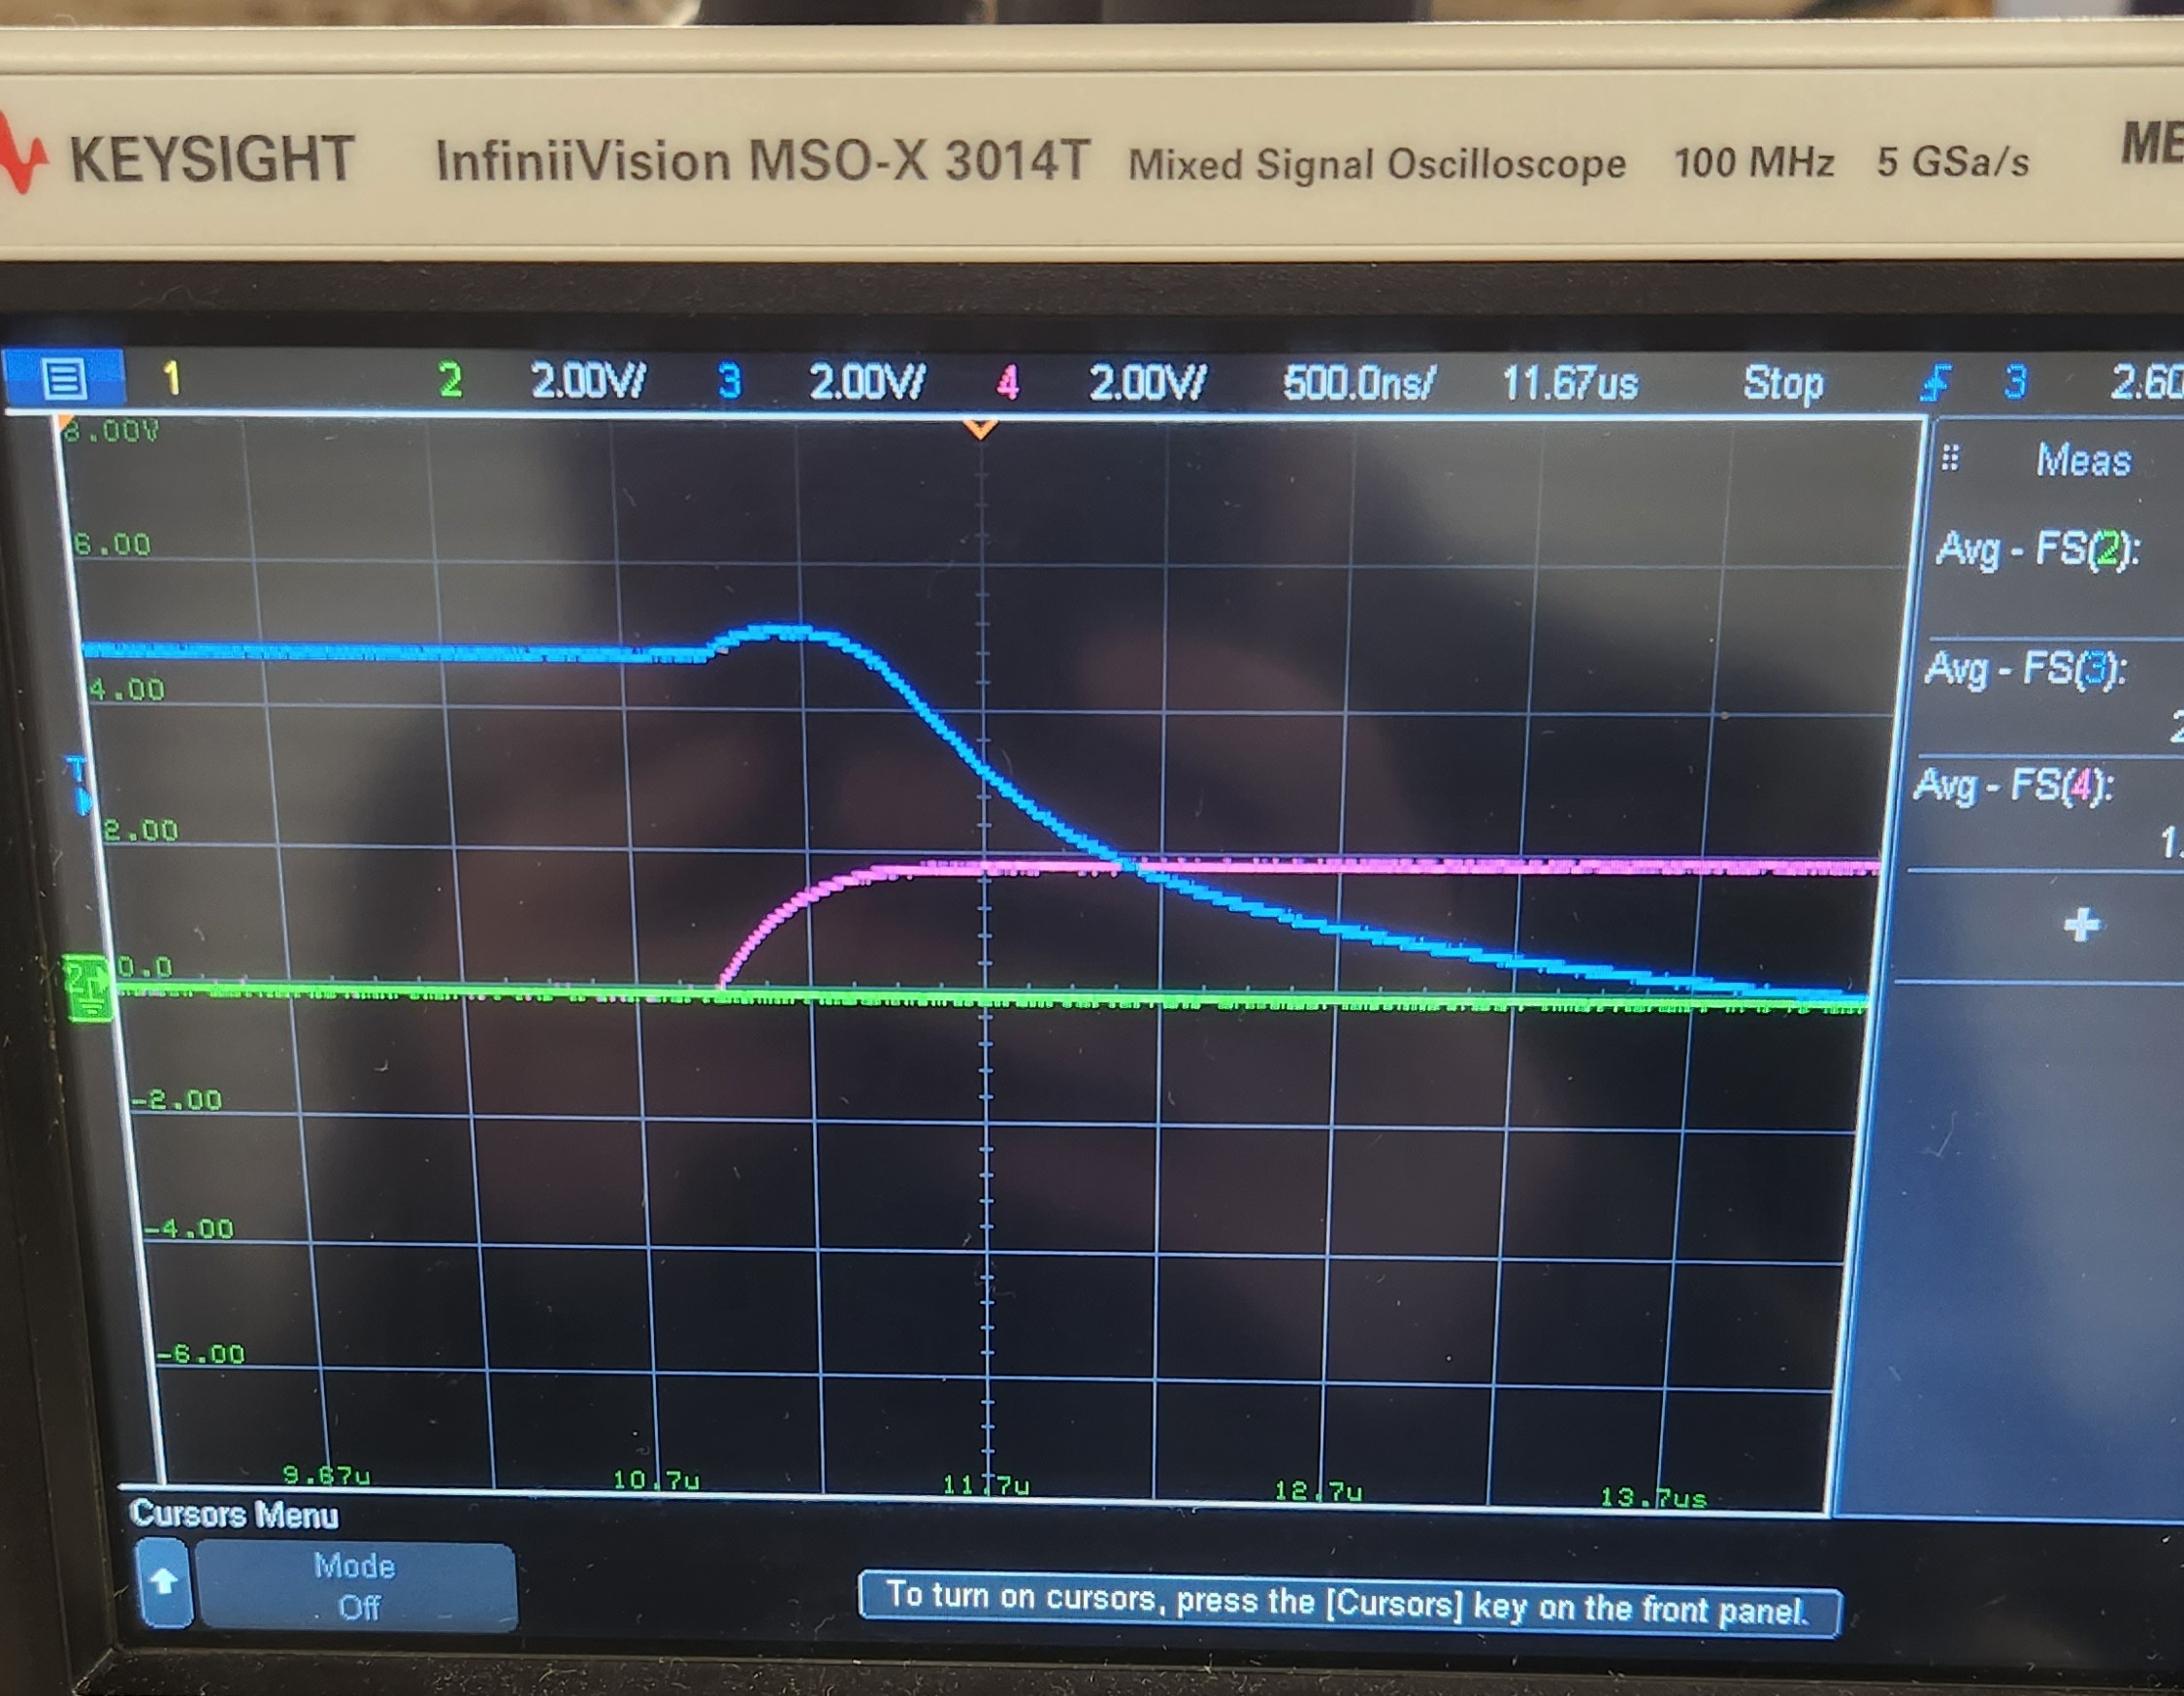 KEYSIGHT InfiniiVision MSO-X 3014T Mixed Signal Oscilloscope 100 MHz 5 GSa/s
1 2 2.00V/ 3 2.00V/ 4 2.00V/ 500.0ns/ 11.67us Stop 3
8.00V
Meas
6.00
Avg - FS(2):
4.00
Avg - FS(3):
T
Avg - FS(4):
2.00
0.0
2
-2.00
-4.00
-6.00
9.67u 10.7u 11.7u 12.7u 13.7us
Cursors Menu
Mode
Off
To turn on cursors, press the [Cursors] key on the front panel.